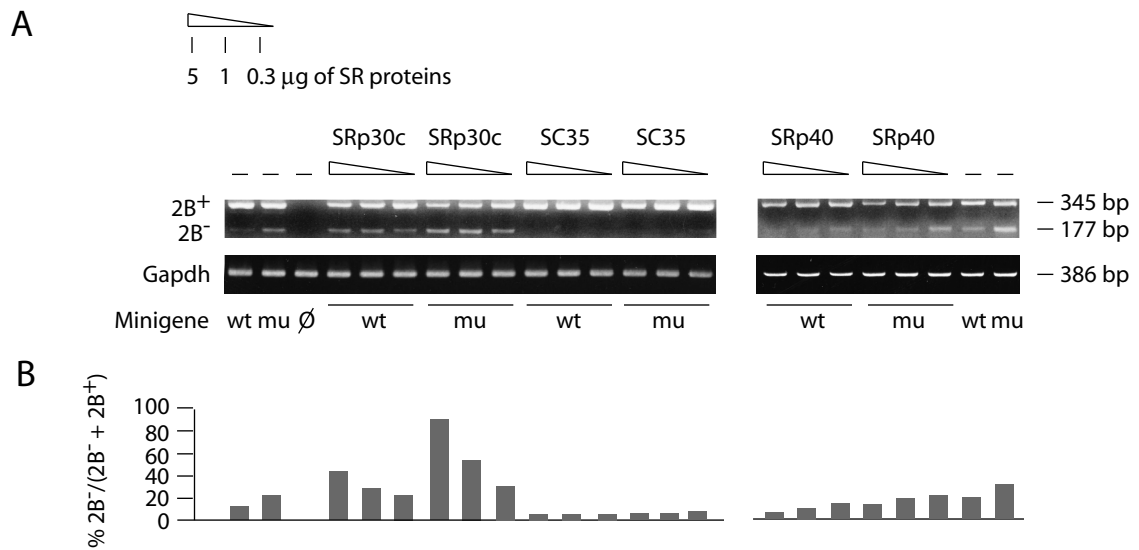 A
5 1 0.3 µg of SR proteins
SRp30c SRp30c SC35 SC35 SRp40 SRp40
– – – – –
2B+ 345 bp
2B- 177 bp
Gapdh 386 bp
Minigene wt mu Ø wt mu wt mu wt mu wt mu
B
% 2B-/(2B- + 2B+)
100
80
60
40
20
0